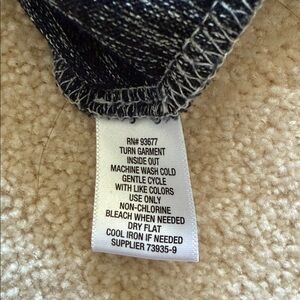 RN# 93677
TURN GARMENT
INSIDE OUT
MACHINE WASH COLD
GENTLE CYCLE
WITH LIKE COLORS
USE ONLY
NON-CHLORINE
BLEACH WHEN NEEDED
DRY FLAT
COOL IRON IF NEEDED
SUPPLIER 73935-9